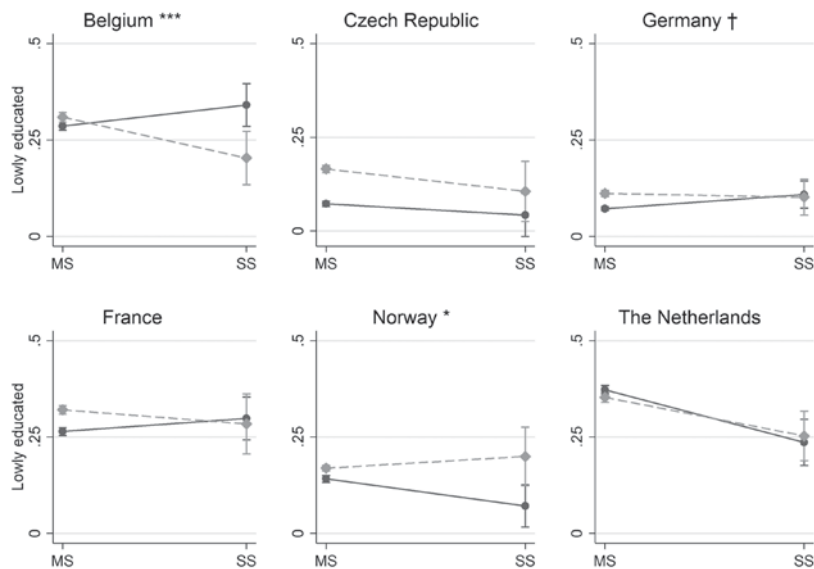 Belgium ***
Czech Republic
Germany †
Lowly educated
.5
.25
0
MS
SS
.5
.25
0
MS
SS
.5
.25
0
MS
SS
France
Norway *
The Netherlands
Lowly educated
.5
.25
0
MS
SS
.5
.25
0
MS
SS
.5
.25
0
MS
SS